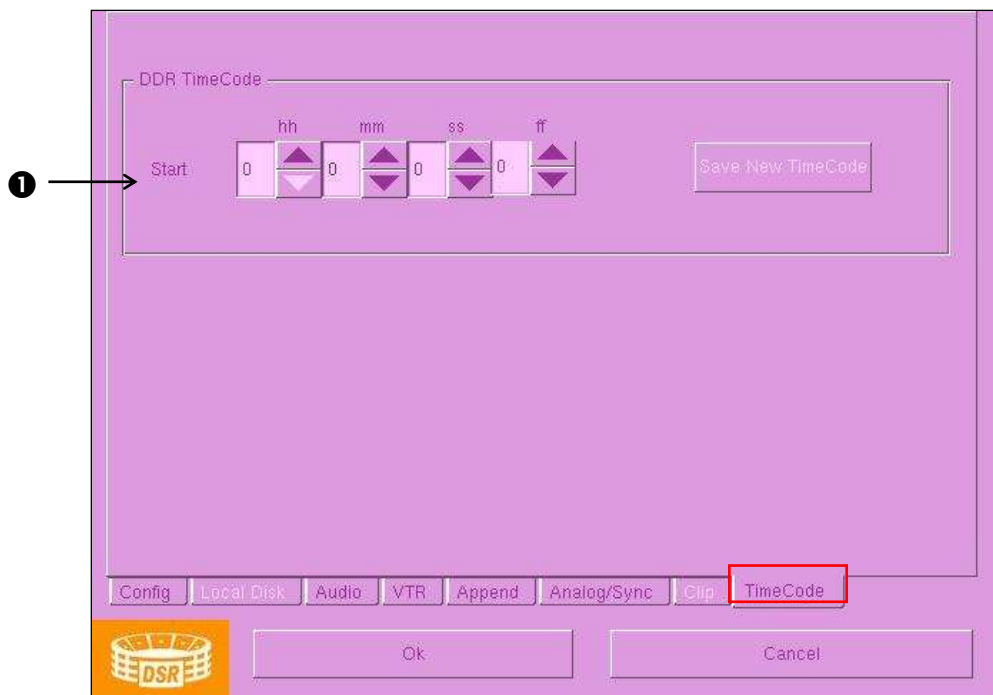 DDR TimeCode
hh mm ss ff
❶ Start 0 0 0 0 Save New TimeCode
Config Local Disk Audio VTR Append Analog/Sync Clip TimeCode
DSR Ok Cancel